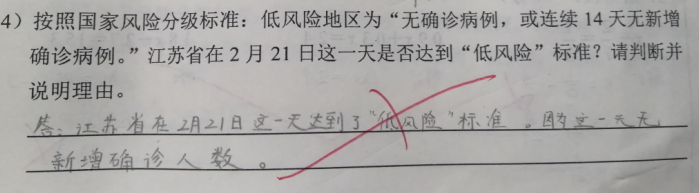 4）按照国家风险分级标准：低风险地区为“无确诊病例，或连续 14 天无新增
确诊病例。”江苏省在 2 月 21 日这一天是否达到“低风险”标准？请判断并
说明理由。
答：江苏省在2月21日这一天达到了“低风险”标准。因为这一天无
新增确诊人数。